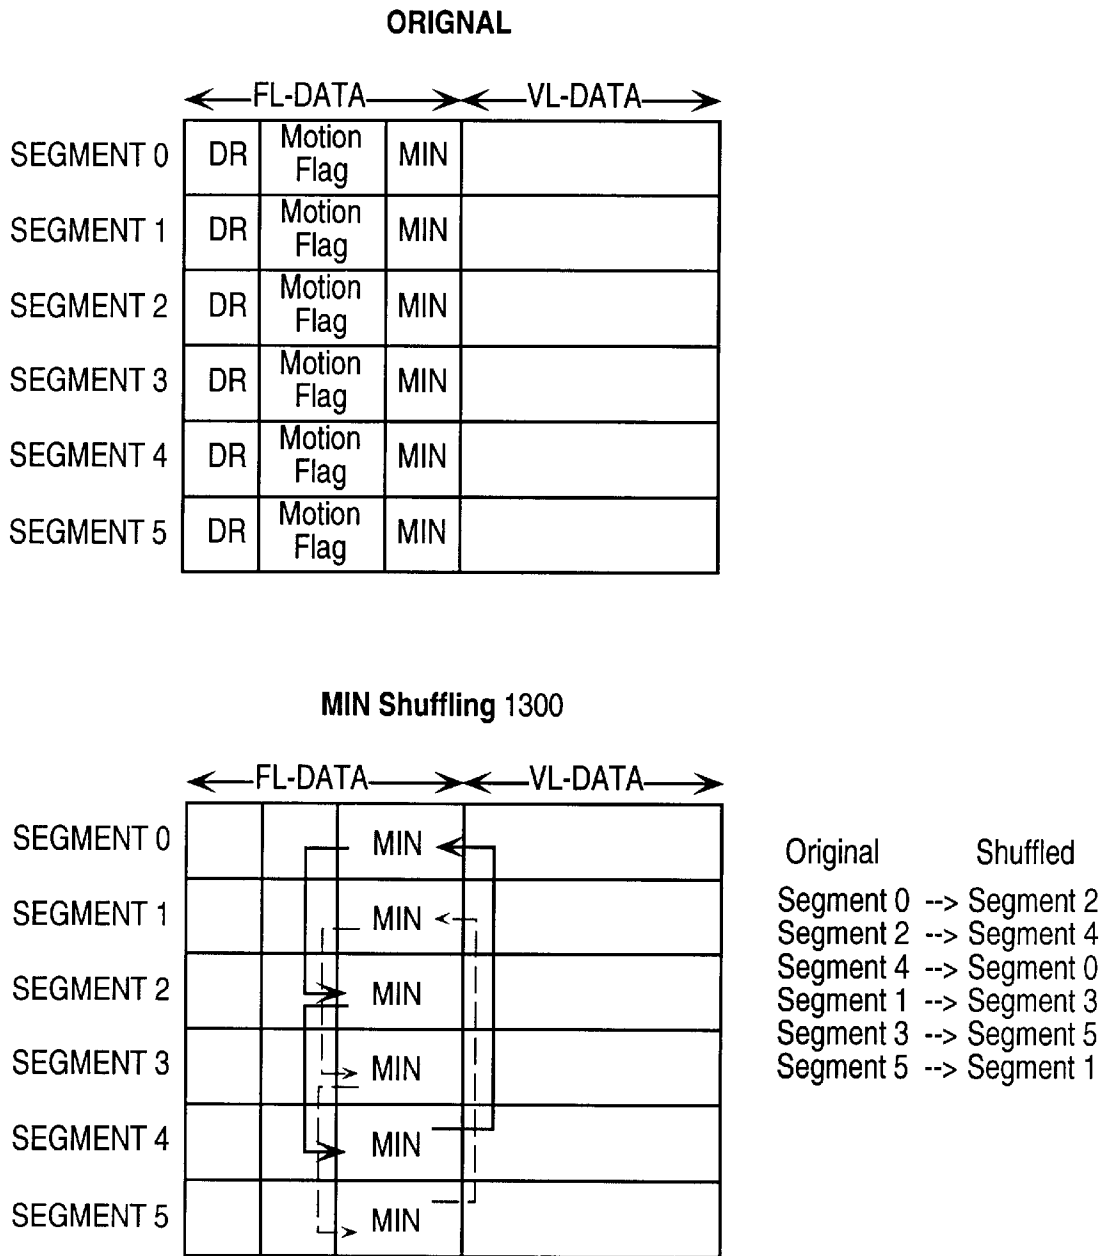 ORIGNAL
FL-DATA VL-DATA
SEGMENT 0 DR Motion Flag MIN
SEGMENT 1 DR Motion Flag MIN
SEGMENT 2 DR Motion Flag MIN
SEGMENT 3 DR Motion Flag MIN
SEGMENT 4 DR Motion Flag MIN
SEGMENT 5 DR Motion Flag MIN
MIN Shuffling 1300
FL-DATA VL-DATA
SEGMENT 0 MIN
SEGMENT 1 MIN
SEGMENT 2 MIN
SEGMENT 3 MIN
SEGMENT 4 MIN
SEGMENT 5 MIN
Original Shuffled
Segment 0 --> Segment 2
Segment 2 --> Segment 4
Segment 4 --> Segment 0
Segment 1 --> Segment 3
Segment 3 --> Segment 5
Segment 5 --> Segment 1